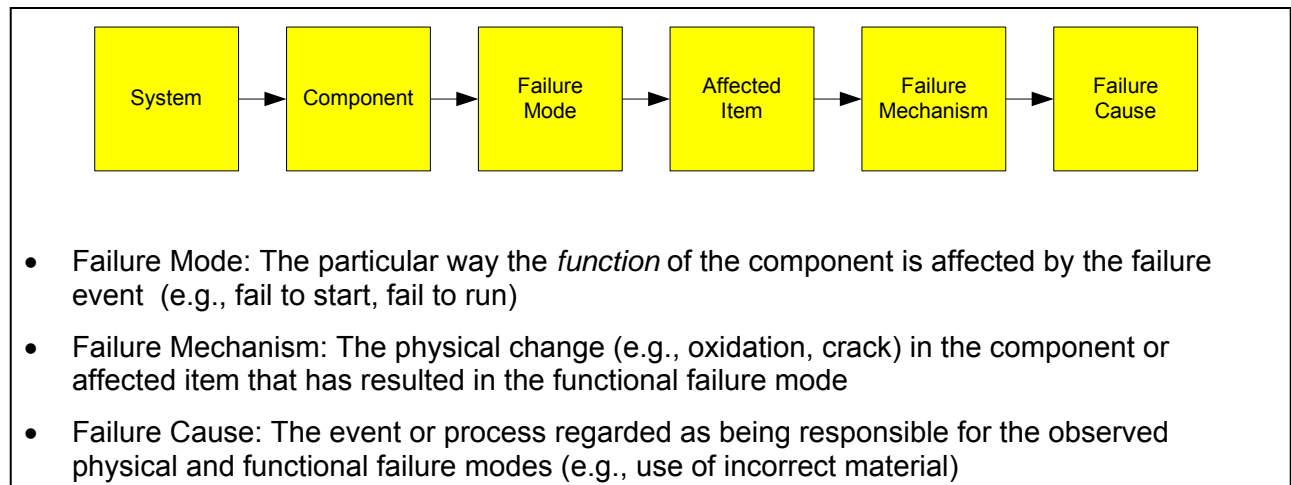 System
Component
Failure
Mode
Affected
Item
Failure
Mechanism
Failure
Cause
• Failure Mode: The particular way the function of the component is affected by the failure
event (e.g., fail to start, fail to run)
• Failure Mechanism: The physical change (e.g., oxidation, crack) in the component or
affected item that has resulted in the functional failure mode
• Failure Cause: The event or process regarded as being responsible for the observed
physical and functional failure modes (e.g., use of incorrect material)